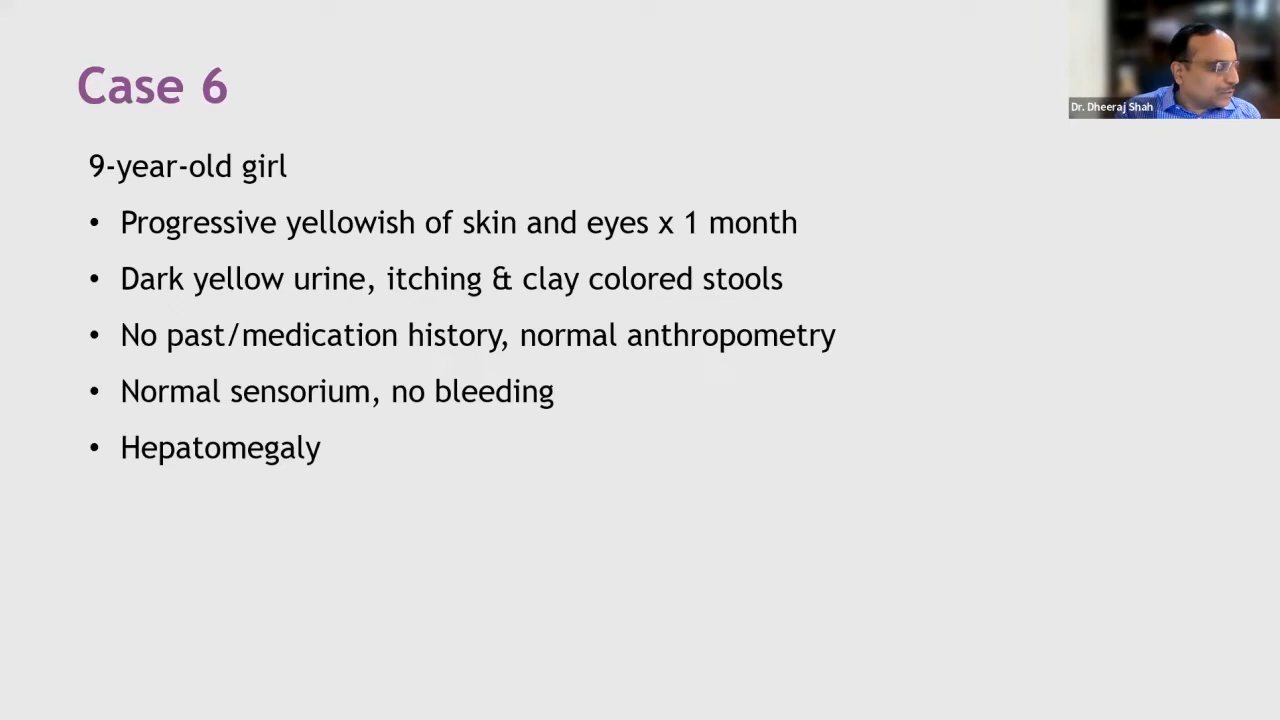 Case 6
Dr. Dheeraj Shah
9-year-old girl
• Progressive yellowish of skin and eyes x 1 month
• Dark yellow urine, itching & clay colored stools
• No past/medication history, normal anthropometry
• Normal sensorium, no bleeding
• Hepatomegaly